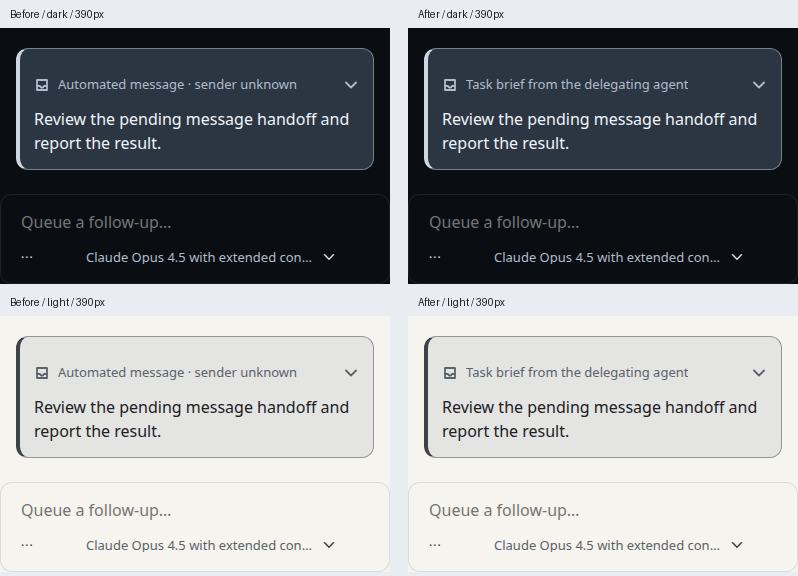 Before / dark / 390px
Automated message · sender unknown
Review the pending message handoff and
report the result.
Queue a follow-up...
... Claude Opus 4.5 with extended con...
After / dark / 390px
Task brief from the delegating agent
Review the pending message handoff and
report the result.
Queue a follow-up...
... Claude Opus 4.5 with extended con...
Before / light / 390px
Automated message · sender unknown
Review the pending message handoff and
report the result.
Queue a follow-up...
... Claude Opus 4.5 with extended con...
After / light / 390px
Task brief from the delegating agent
Review the pending message handoff and
report the result.
Queue a follow-up...
... Claude Opus 4.5 with extended con...